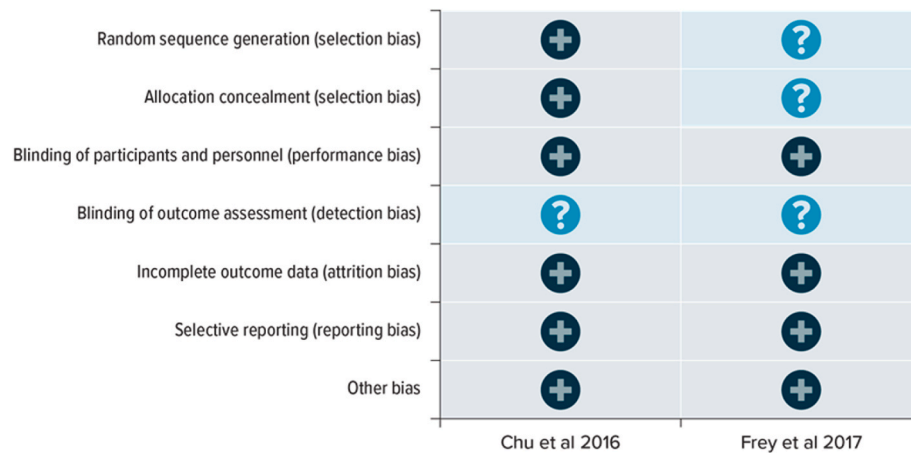 Random sequence generation (selection bias)
+ ?
Allocation concealment (selection bias)
+ ?
Blinding of participants and personnel (performance bias)
+ +
Blinding of outcome assessment (detection bias)
? ?
Incomplete outcome data (attrition bias)
+ +
Selective reporting (reporting bias)
+ +
Other bias
+ +
Chu et al 2016 Frey et al 2017